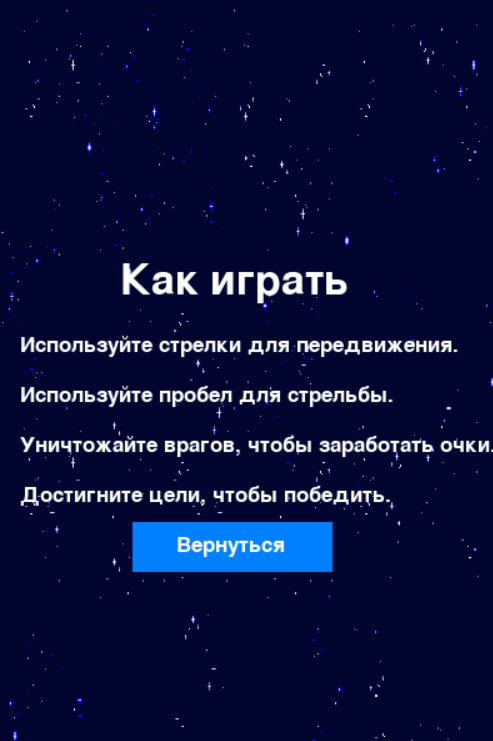 Как играть
Используйте стрелки для передвижения.
Используйте пробел для стрельбы.
Уничтожайте врагов, чтобы заработать очки.
Достигните цели, чтобы победить.
Вернуться